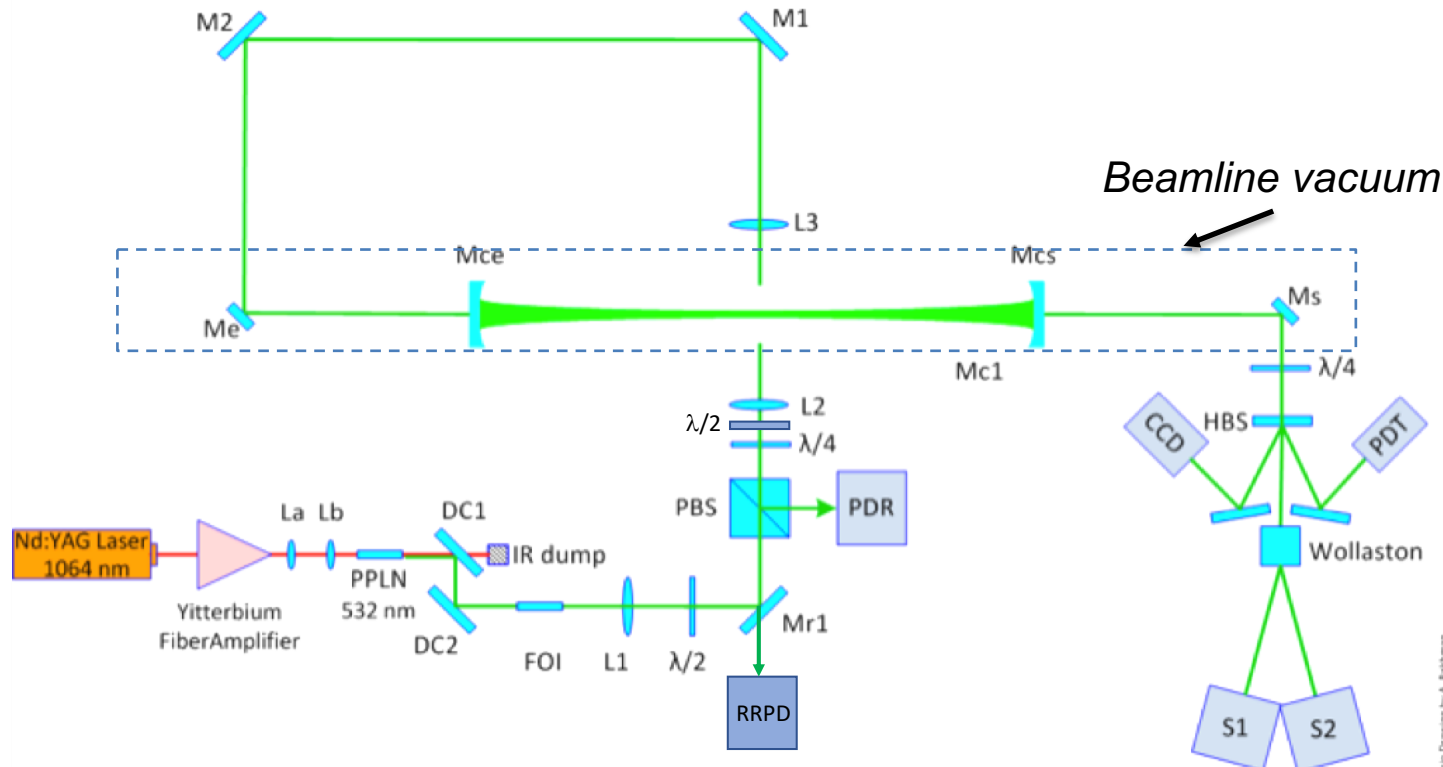 M2
M1
Beamline vacuum
L3
Mce
Mcs
Me
Ms
Mc1
λ/4
L2
λ/2
λ/4
HBS
CCD
PDT
PBS
PDR
Wollaston
La
Lb
DC1
Nd:YAG Laser
1064 nm
IR dump
PPLN
532 nm
Yitterbium
FiberAmplifier
DC2
FOI
L1
λ/2
Mr1
RRPD
S1
S2